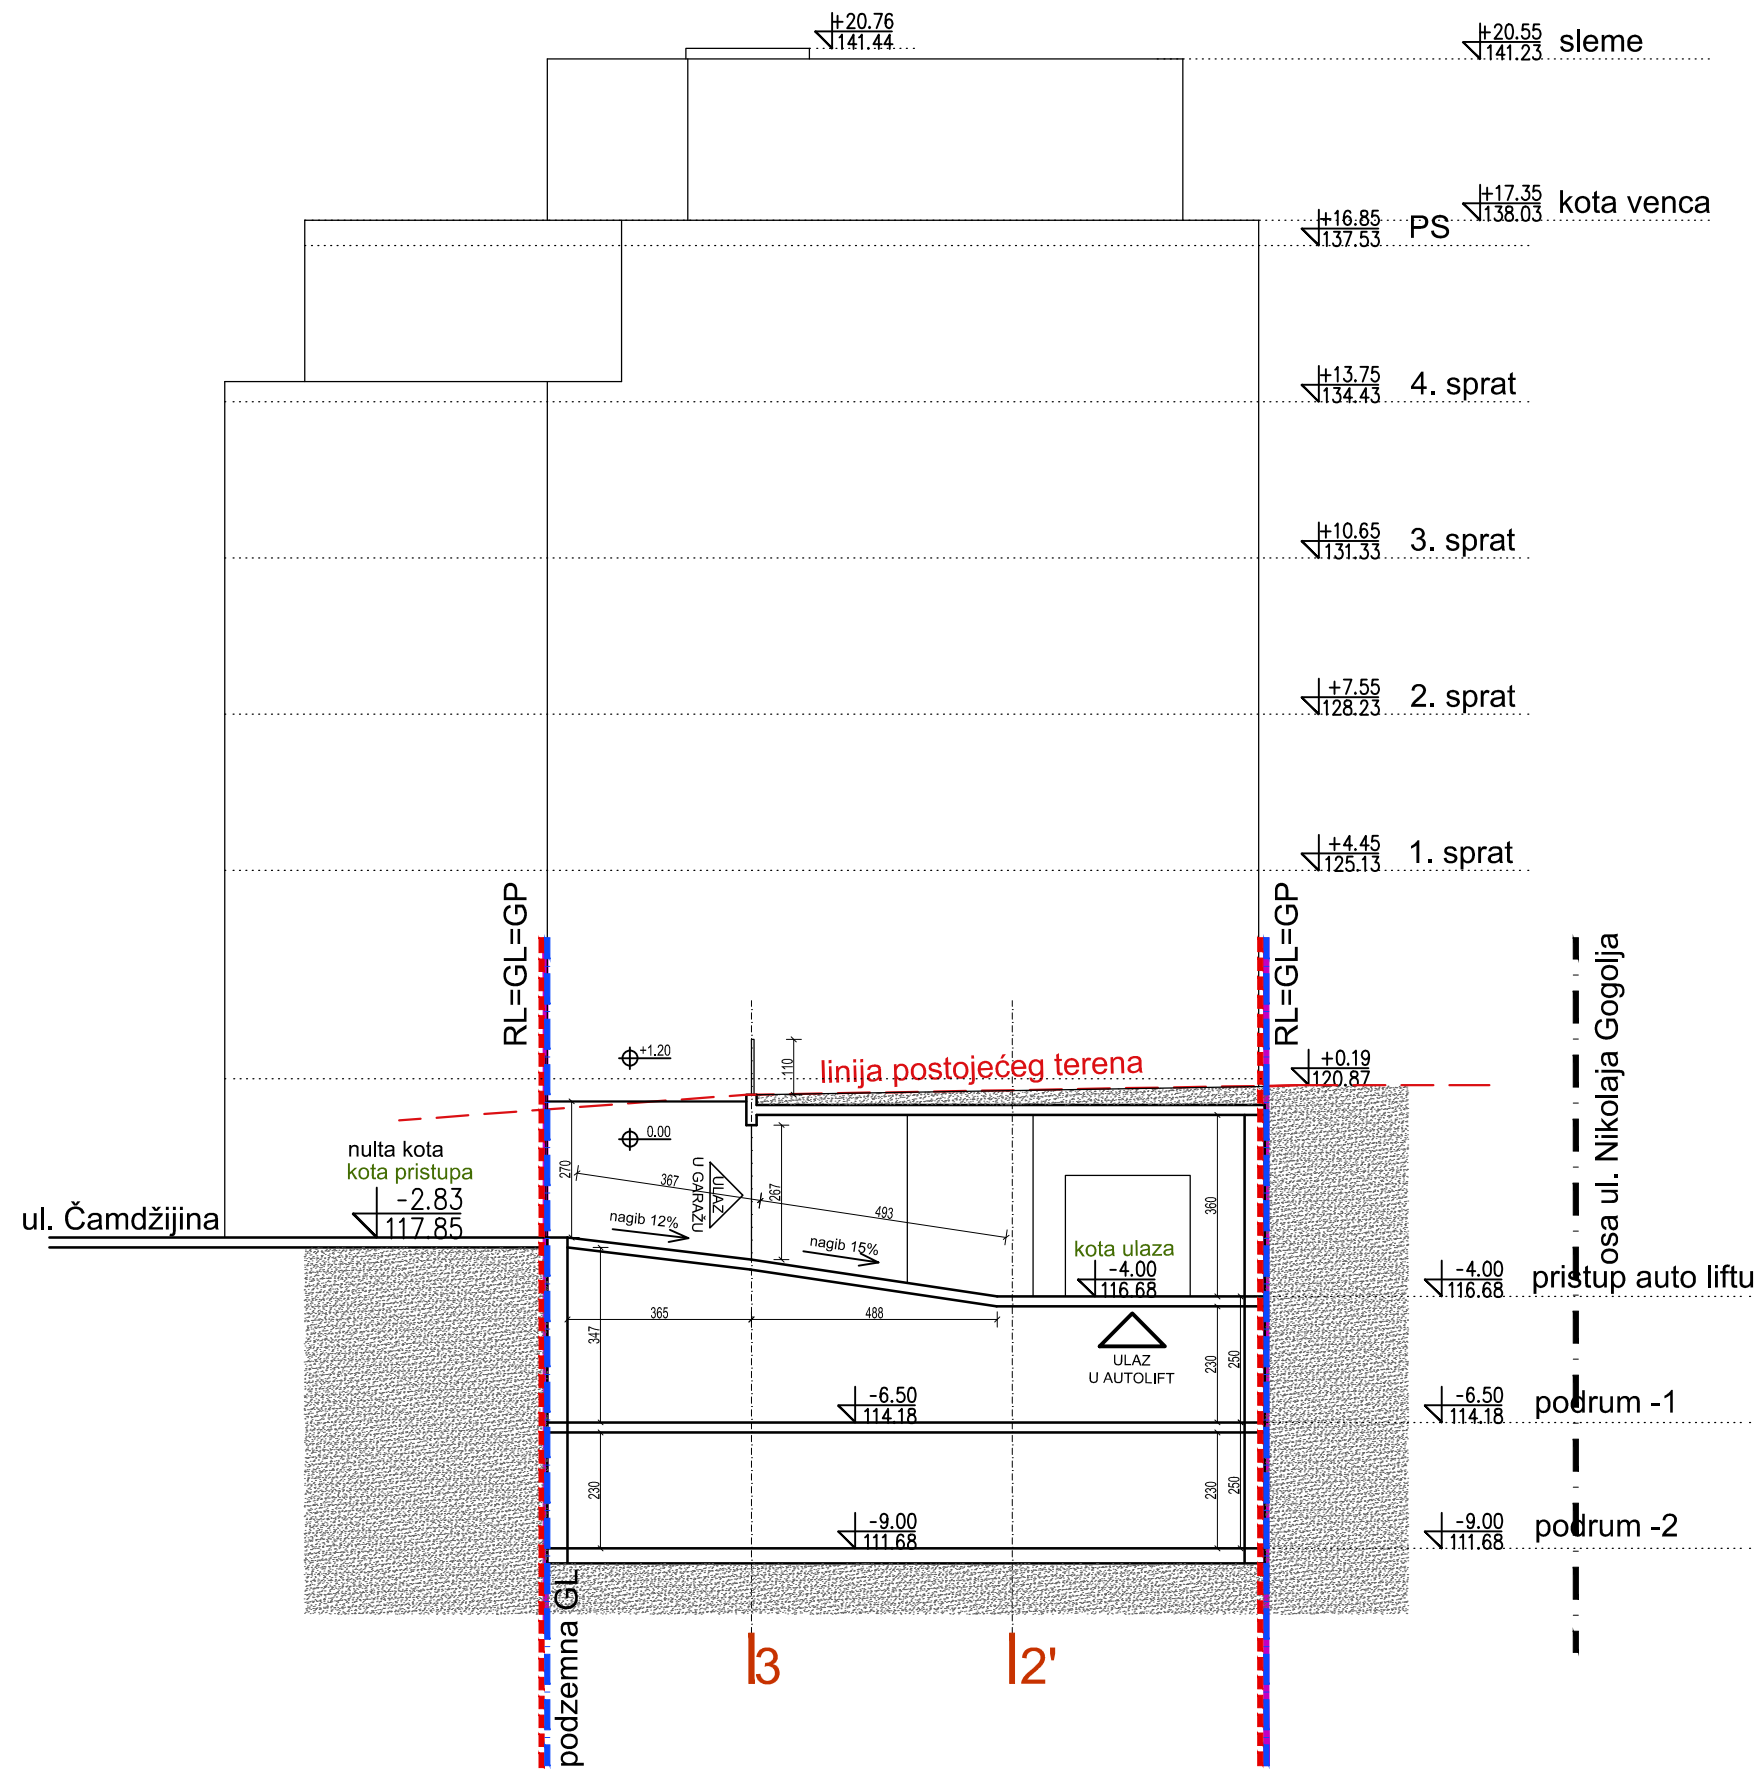 +20.76
141.44
+20.55
141.23
sleme
+17.35
138.03
kota venca
+16.85
137.53
PS
+13.75
134.43
4. sprat
+10.65
131.33
3. sprat
+7.55
128.23
2. sprat
+4.45
125.13
1. sprat
RL=GL=GP
RL=GL=GP
osa ul. Nikolaja Gogolja
+1.20
110
linija postojećeg terena
+0.19
120.87
0.00
nulta kota
kota pristupa
-2.83
117.85
ul. Čamdžijina
270
367
ULAZ
U GARAŽU
267
493
360
nagib 12%
nagib 15%
kota ulaza
-4.00
116.68
-4.00
116.68
pristup auto liftu
365
488
347
ULAZ
U AUTOLIFT
230
250
-6.50
114.18
-6.50
114.18
podrum -1
230
230
250
-9.00
111.68
-9.00
111.68
podrum -2
podzemna GL
3
2'